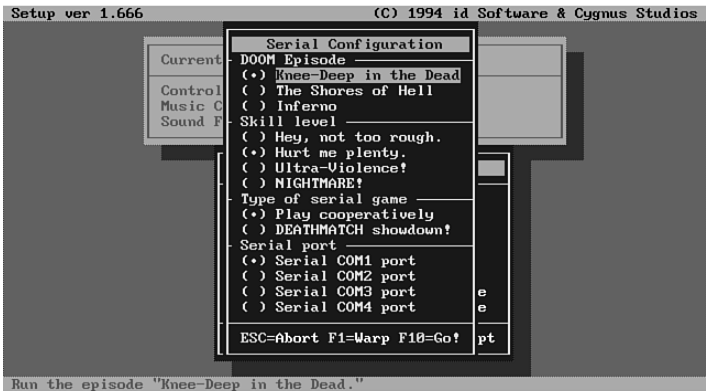 Setup ver 1.666 (C) 1994 id Software & Cygnus Studios
Serial Configuration
Current
DOOM Episode
(•) Knee-Deep in the Dead
Control
( ) The Shores of Hell
Music C
( ) Inferno
Sound F
Skill level
( ) Hey, not too rough.
(•) Hurt me plenty.
( ) Ultra-Violence!
( ) NIGHTMARE!
Type of serial game
(•) Play cooperatively
( ) DEATHMATCH showdown!
Serial port
(•) Serial COM1 port
( ) Serial COM2 port
( ) Serial COM3 port e
( ) Serial COM4 port e
ESC=Abort F1=Warp F10=Go! pt
Run the episode "Knee-Deep in the Dead."